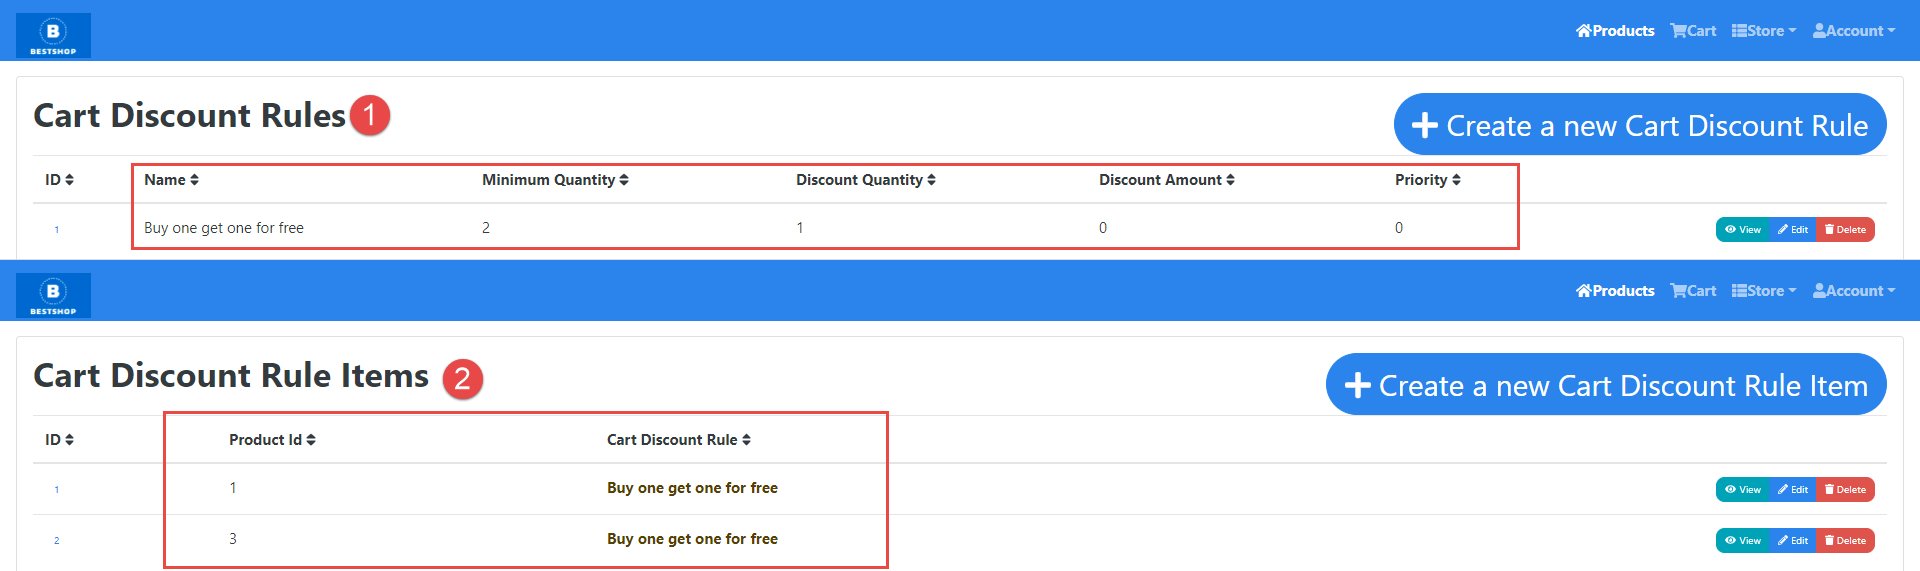 B
BESTSHOP
Products Cart Store Account
Cart Discount Rules 1
Create a new Cart Discount Rule
ID Name Minimum Quantity Discount Quantity Discount Amount Priority
1 Buy one get one for free 2 1 0 0 View Edit Delete
B
BESTSHOP
Products Cart Store Account
Cart Discount Rule Items 2
Create a new Cart Discount Rule Item
ID Product Id Cart Discount Rule
1 1 Buy one get one for free View Edit Delete
2 3 Buy one get one for free View Edit Delete